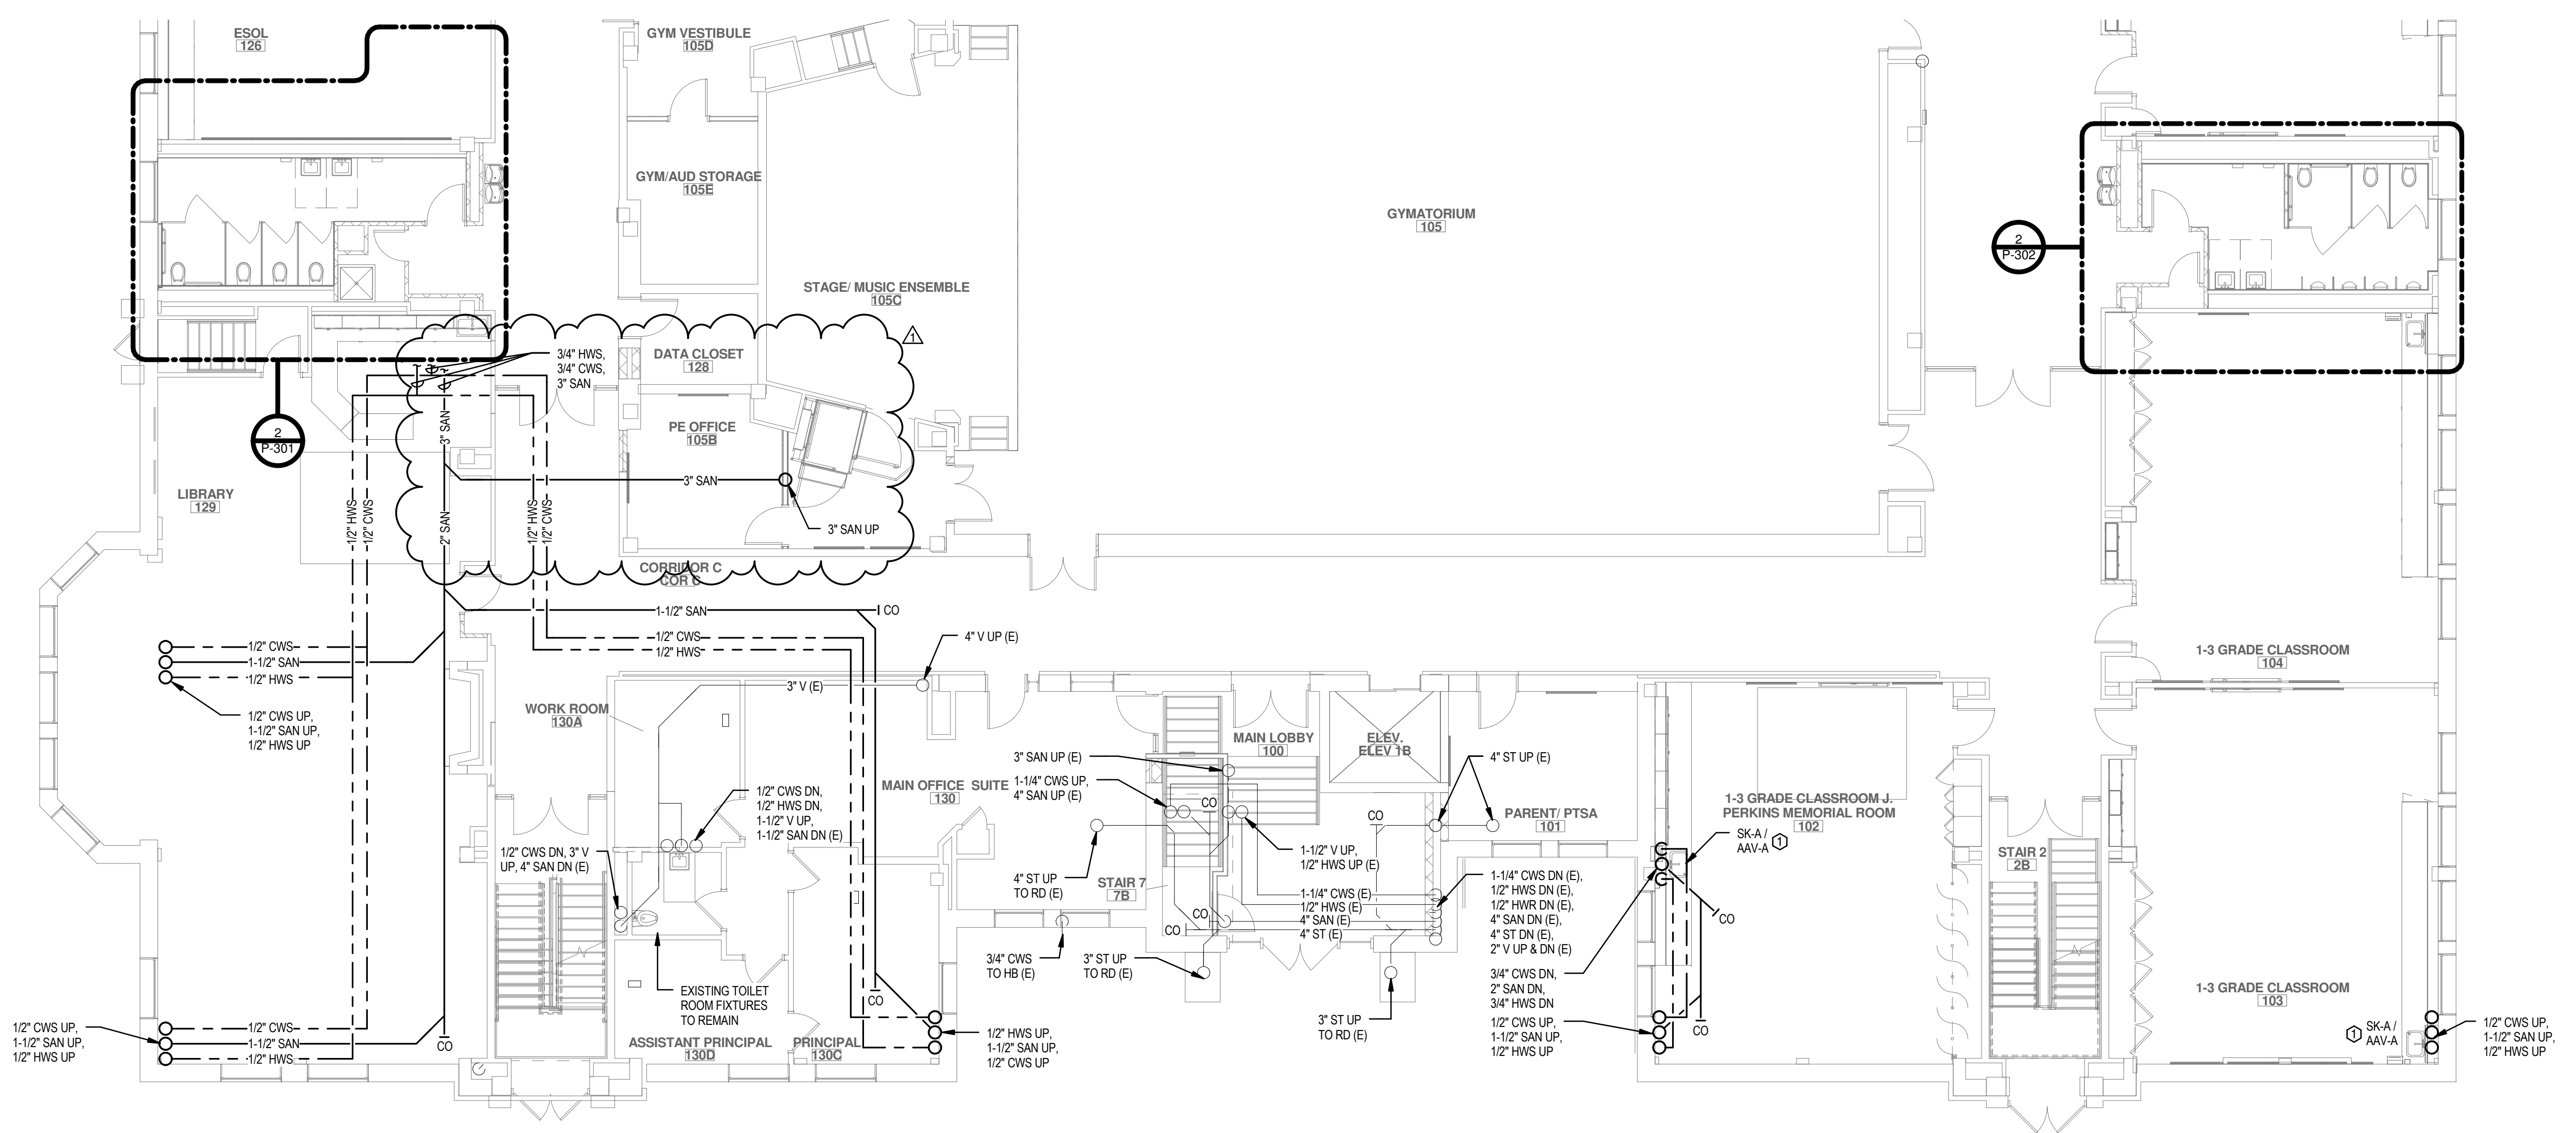 ESOL
126
GYM VESTIBULE
105D
GYM/AUD STORAGE
105E
GYMATORIUM
105
2
P-302
STAGE/ MUSIC ENSEMBLE
105C
1
3/4" HWS,
3/4" CWS,
3" SAN
DATA CLOSET
128
2
P-301
3" SAN
PE OFFICE
105B
LIBRARY
129
3" SAN
3" SAN UP
1/2" HWS
1/2" CWS
2" SAN
1/2" HWS
1/2" CWS
CORRIDOR C
COR C
1-1/2" SAN
CO
1/2" CWS
1/2" HWS
4" V UP (E)
1/2" CWS
1-1/2" SAN
1/2" HWS
1-3 GRADE CLASSROOM
104
3" V (E)
1/2" CWS UP,
1-1/2" SAN UP,
1/2" HWS UP
WORK ROOM
130A
MAIN LOBBY
100
ELEV.
ELEV 1B
3" SAN UP (E)
4" ST UP (E)
1-1/4" CWS UP,
4" SAN UP (E)
MAIN OFFICE SUITE
130
1/2" CWS DN,
1/2" HWS DN,
1-1/2" V UP,
1-1/2" SAN DN (E)
CO
CO
PARENT/ PTSA
101
1-3 GRADE CLASSROOM J.
PERKINS MEMORIAL ROOM
102
SK-A /
AAV-A
1
1/2" CWS DN, 3" V
UP, 4" SAN DN (E)
1-1/2" V UP,
1/2" HWS UP (E)
STAIR 2
2B
4" ST UP
TO RD (E)
STAIR 7
7B
1-1/4" CWS DN (E),
1/2" HWS DN (E),
1/2" HWR DN (E),
4" SAN DN (E),
4" ST DN (E),
2" V UP & DN (E)
1-1/4" CWS (E)
1/2" HWS (E)
4" SAN (E)
4" ST (E)
CO
CO
CO
3/4" CWS
TO HB (E)
3" ST UP
TO RD (E)
3/4" CWS DN,
2" SAN DN,
3/4" HWS DN
EXISTING TOILET
ROOM FIXTURES
TO REMAIN
CO
1-3 GRADE CLASSROOM
103
3" ST UP
TO RD (E)
1/2" CWS UP,
1-1/2" SAN UP,
1/2" HWS UP
CO
1
SK-A /
AAV-A
1/2" CWS UP,
1-1/2" SAN UP,
1/2" HWS UP
1/2" CWS UP,
1-1/2" SAN UP,
1/2" HWS UP
1/2" CWS
1-1/2" SAN
1/2" HWS
CO
ASSISTANT PRINCIPAL
130D
PRINCIPAL
130C
1/2" HWS UP,
1-1/2" SAN UP,
1/2" CWS UP